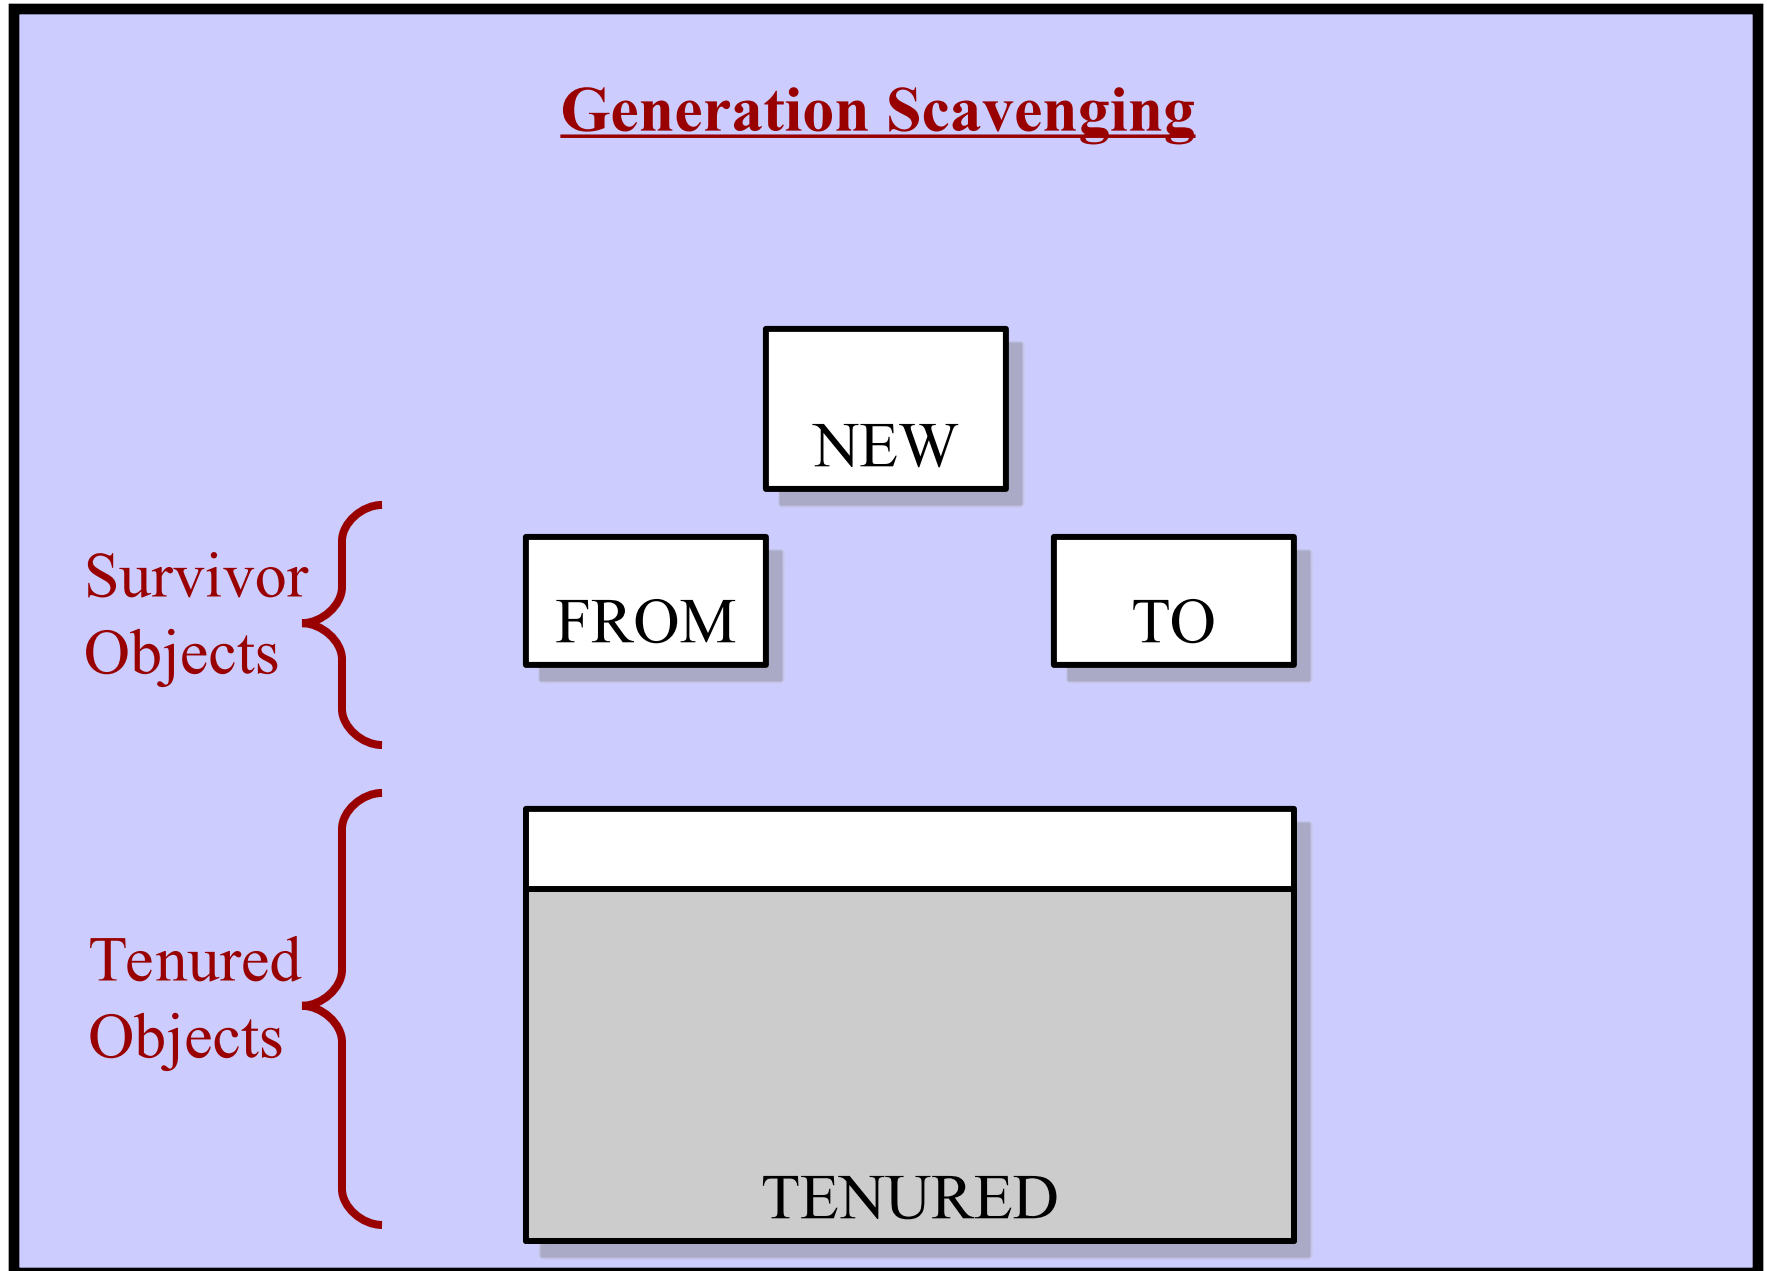 Generation Scavenging
NEW
Survivor
Objects
FROM
TO
Tenured
Objects
TENURED